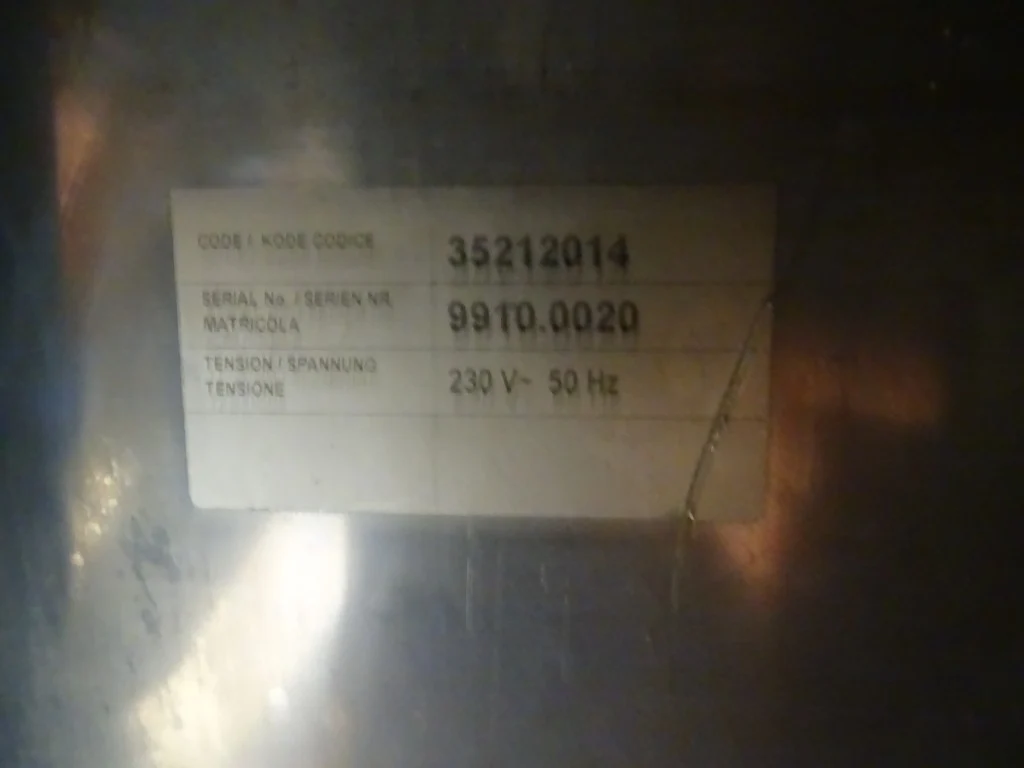 CODE / KODE CODICE 35212014
SERIAL No. / SERIEN NR.
MATRICOLA 9910.0020
TENSION / SPANNUNG
TENSIONE 230 V~ 50 Hz